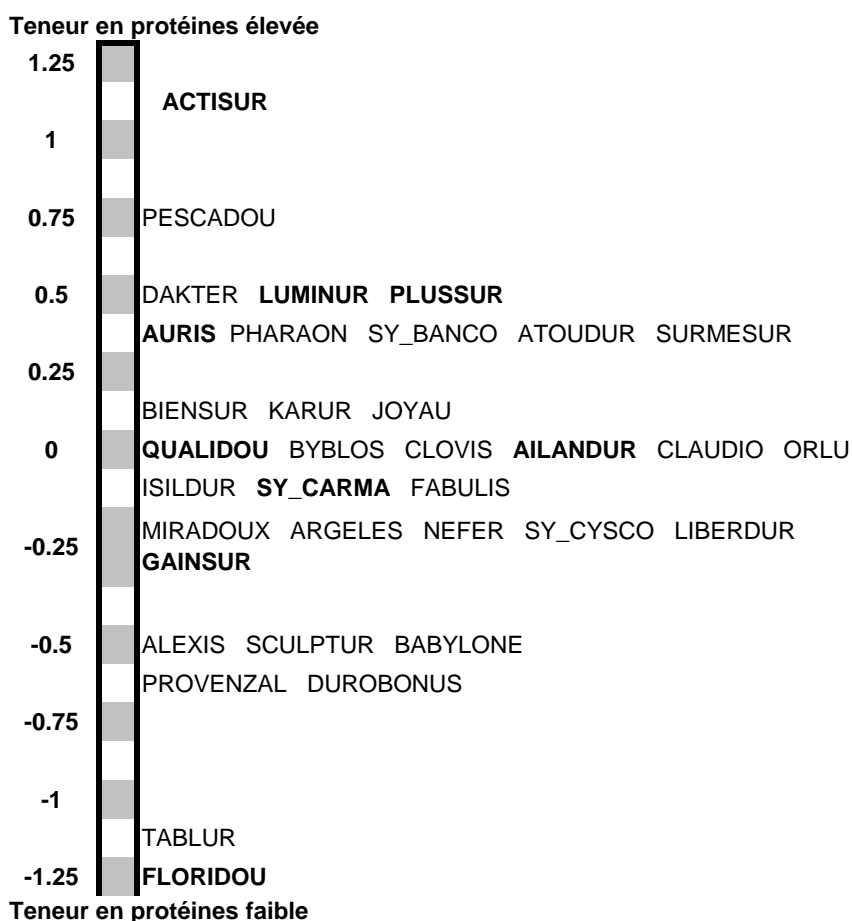 Teneur en protéines élevée
1.25
ACTISUR
1
0.75 PESCADOU
0.5 DAKTER LUMINUR PLUSSUR
AURIS PHARAON SY_BANCO ATOUDUR SURMESUR
0.25
BIENSUR KARUR JOYAU
0 QUALIDOU BYBLOS CLOVIS AILANDUR CLAUDIO ORLU
ISILDUR SY_CARMA FABULIS
-0.25 MIRADOUX ARGELES NEFER SY_CYSCO LIBERDUR
GAINSUR
-0.5 ALEXIS SCULPTUR BABYLONE
PROVENZAL DUROBONUS
-0.75
-1
TABLUR
-1.25 FLORIDOU
Teneur en protéines faible